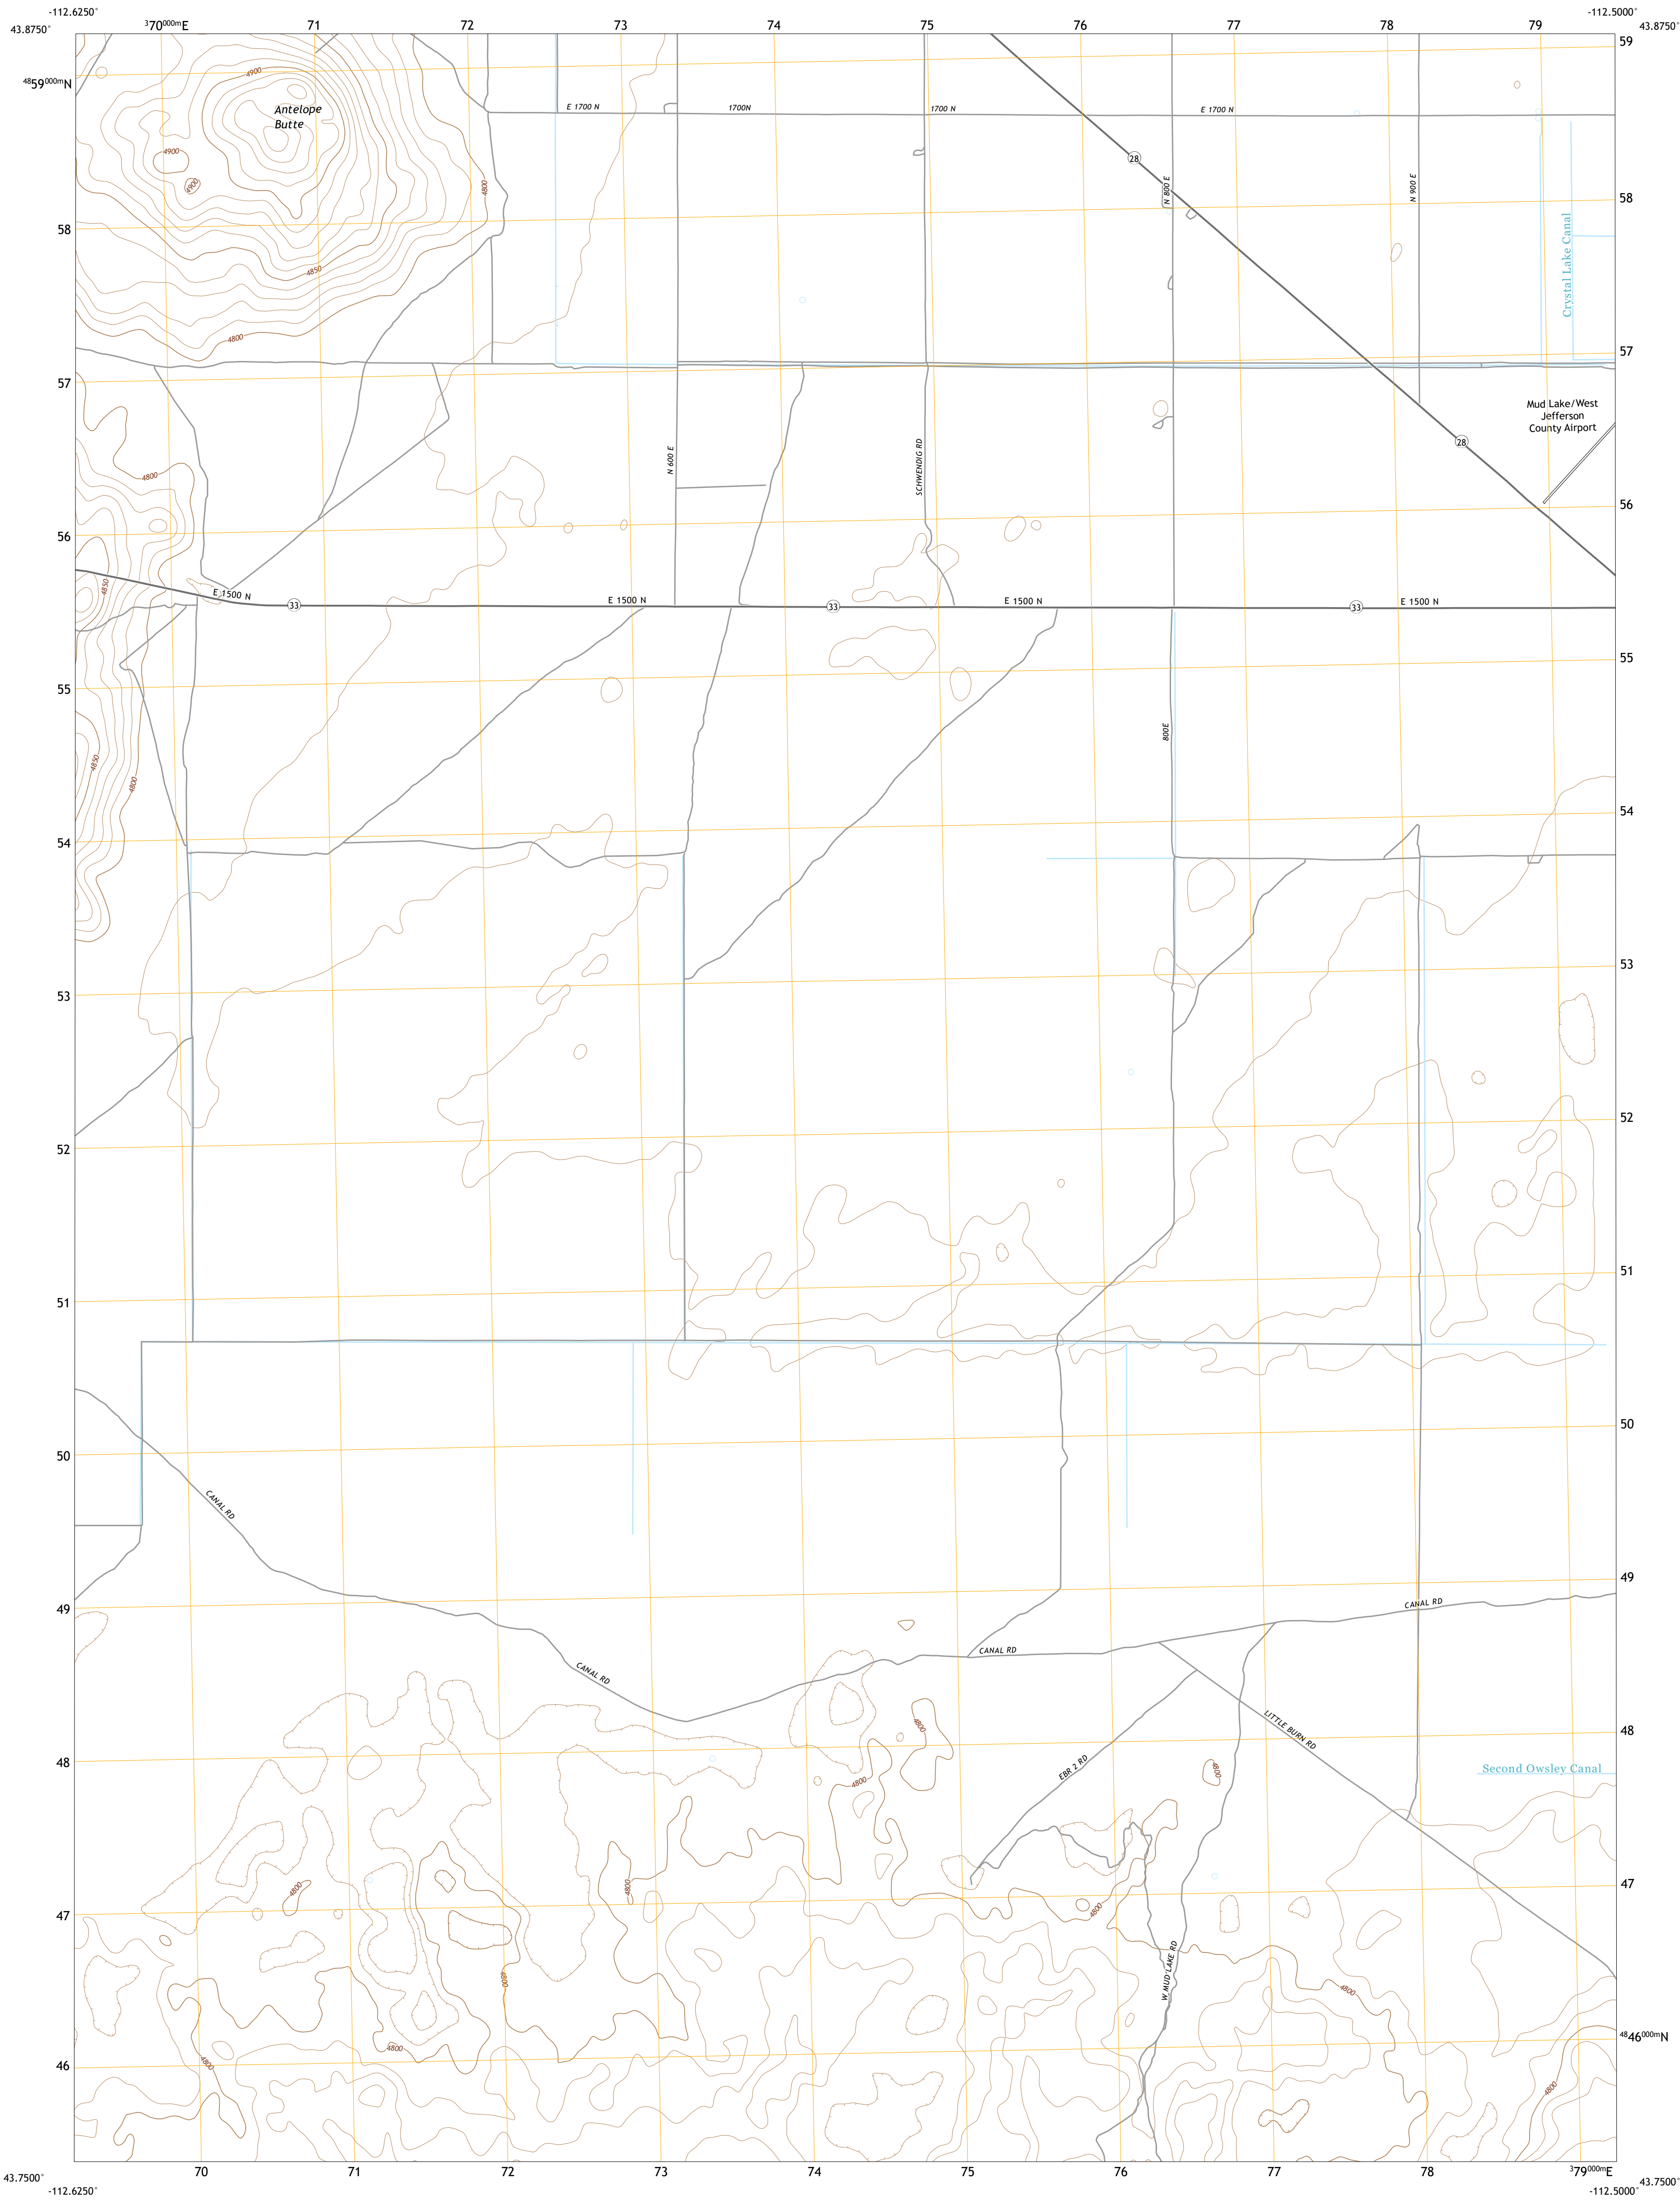 -112.6250°
-112.5000°
43.8750°
³70⁰⁰⁰ᵐE
71
72
73
74
75
76
77
78
79
43.8750°
59
⁴⁸59⁰⁰⁰ᵐN
4900
Antelope
Butte
E 1700 N
1700N
1700 N
E 1700 N
4900
28
4900
4800
N 800 E
N 900 E
58
58
Crystal Lake Canal
4850
4800
57
57
Mud Lake/West
Jefferson
County Airport
28
N 600 E
SCHWENDIG RD
4800
56
56
4850
E 1500 N
33
E 1500 N
33
E 1500 N
33
E 1500 N
55
55
800E
4850
4800
54
54
53
53
52
52
51
51
50
50
CANAL RD
49
49
CANAL RD
CANAL RD
CANAL RD
LITTLE BURN RD
4800
48
48
EBR 2 RD
4800
Second Owsley Canal
4800
4800
4800
47
47
4800
W MUD LAKE RD
4800
4800
⁴⁸46⁰⁰⁰ᵐN
4800
4800
46
4800
43.7500°
70
71
72
73
74
75
76
77
78
³79⁰⁰⁰ᵐE
43.7500°
-112.6250°
-112.5000°